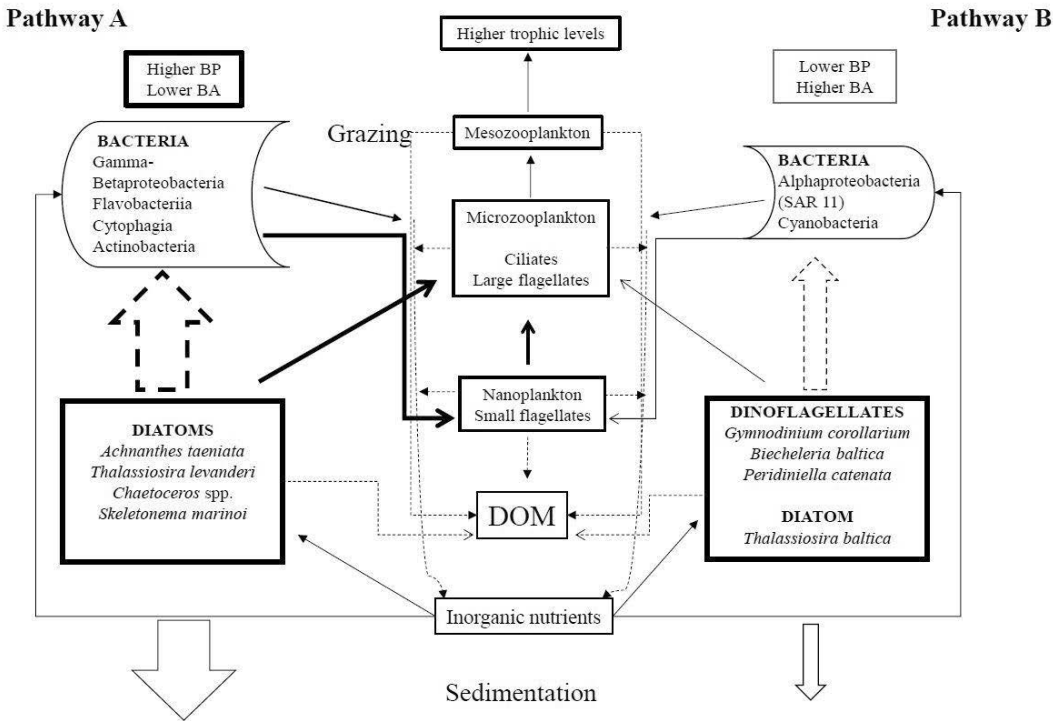 Pathway A
Pathway B
Higher trophic levels
Higher BP
Lower BA
Lower BP
Higher BA
Grazing
Mesozooplankton
BACTERIA
Gamma-
Betaproteobacteria
Flavobacteriia
Cytophagia
Actinobacteria
Microzooplankton
Ciliates
Large flagellates
BACTERIA
Alphaproteobacteria
(SAR 11)
Cyanobacteria
Nanoplankton
Small flagellates
DIATOMS
Achnanthes taeniata
Thalassiosira levanderi
Chaetoceros spp.
Skeletonema marinoi
DINOFLAGELLATES
Gymnodinium corollarium
Biecheleria baltica
Peridiniella catenata
DIATOM
Thalassiosira baltica
DOM
Inorganic nutrients
Sedimentation